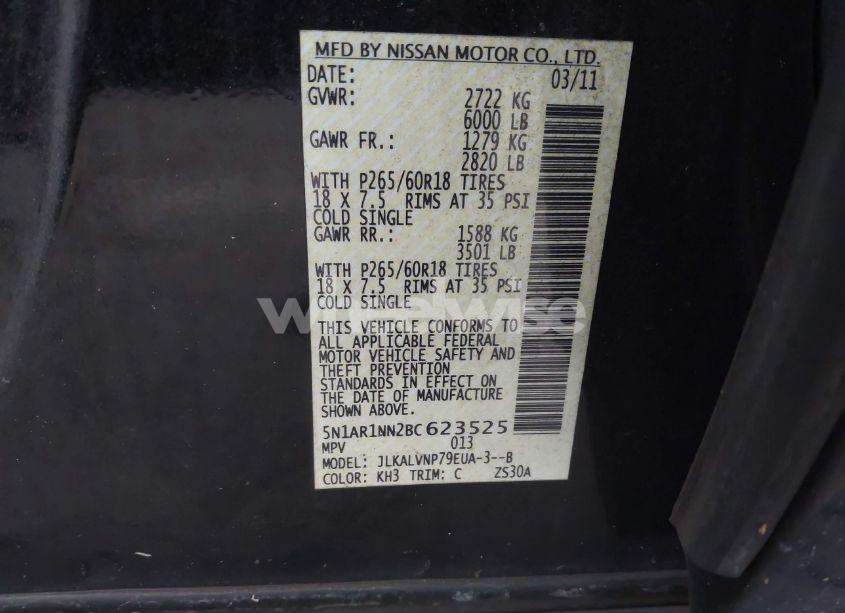 MFD BY NISSAN MOTOR CO., LTD.
DATE: 03/11
GVWR: 2722 KG
6000 LB
GAWR FR.: 1279 KG
2820 LB
WITH P265/60R18 TIRES
18 X 7.5 RIMS AT 35 PSI
COLD SINGLE
GAWR RR.: 1588 KG
3501 LB
WITH P265/60R18 TIRES
18 X 7.5 RIMS AT 35 PSI
COLD SINGLE
wheelwise
THIS VEHICLE CONFORMS TO
ALL APPLICABLE FEDERAL
MOTOR VEHICLE SAFETY AND
THEFT PREVENTION
STANDARDS IN EFFECT ON
THE DATE OF MANUFACTURE
SHOWN ABOVE.
5N1AR1NN2BC623525
MPV 013
MODEL: JLKALVNP79EUA-3--B
COLOR: KH3 TRIM: C ZS30A